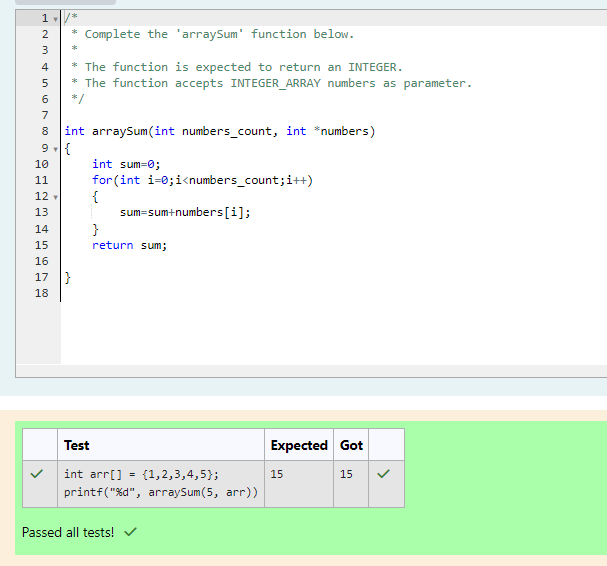 1 /*
2  * Complete the 'arraySum' function below.
3  *
4  * The function is expected to return an INTEGER.
5  * The function accepts INTEGER_ARRAY numbers as parameter.
6  */
7
8 int arraySum(int numbers_count, int *numbers)
9 {
10     int sum=0;
11     for(int i=0;i<numbers_count;i++)
12     {
13         sum=sum+numbers[i];
14     }
15     return sum;
16
17 }
18
Test Expected Got
int arr[] = {1,2,3,4,5}; 15 15
printf("%d", arraySum(5, arr))
Passed all tests!